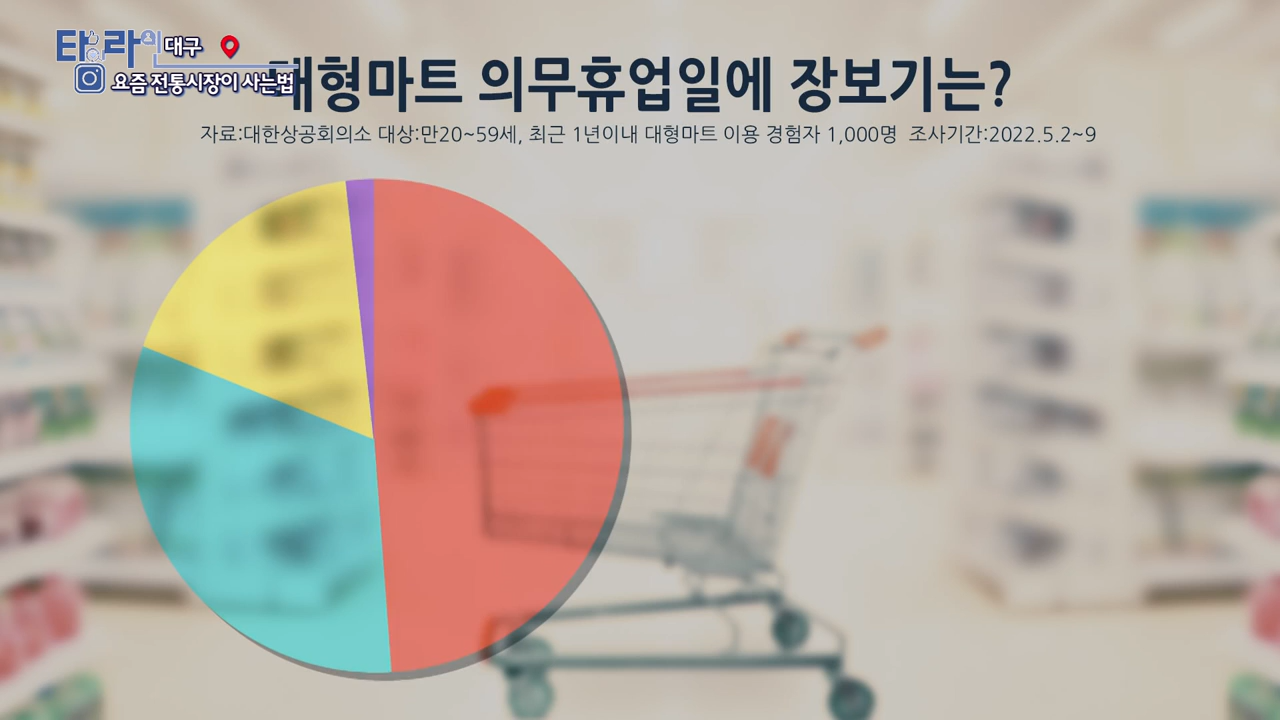 대구
요즘 전통시장이 사는법
대형마트 의무휴업일에 장보기는?
자료:대한상공회의소 대상:만20~59세, 최근 1년이내 대형마트 이용 경험자 1,000명 조사기간:2022.5.2~9